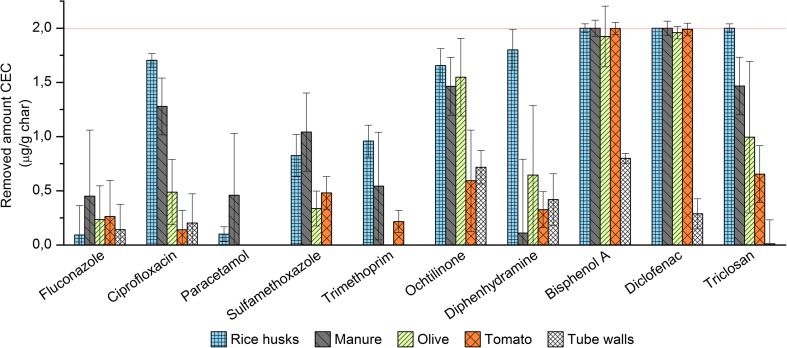 Removed amount CEC
(µg/g char)
2,0
1,5
1,0
0,5
0,0
Fluconazole
Ciprofloxacin
Paracetamol
Sulfamethoxazole
Trimethoprim
Ochtilinone
Diphenhydramine
Bisphenol A
Diclofenac
Triclosan
Rice husks Manure Olive Tomato Tube walls